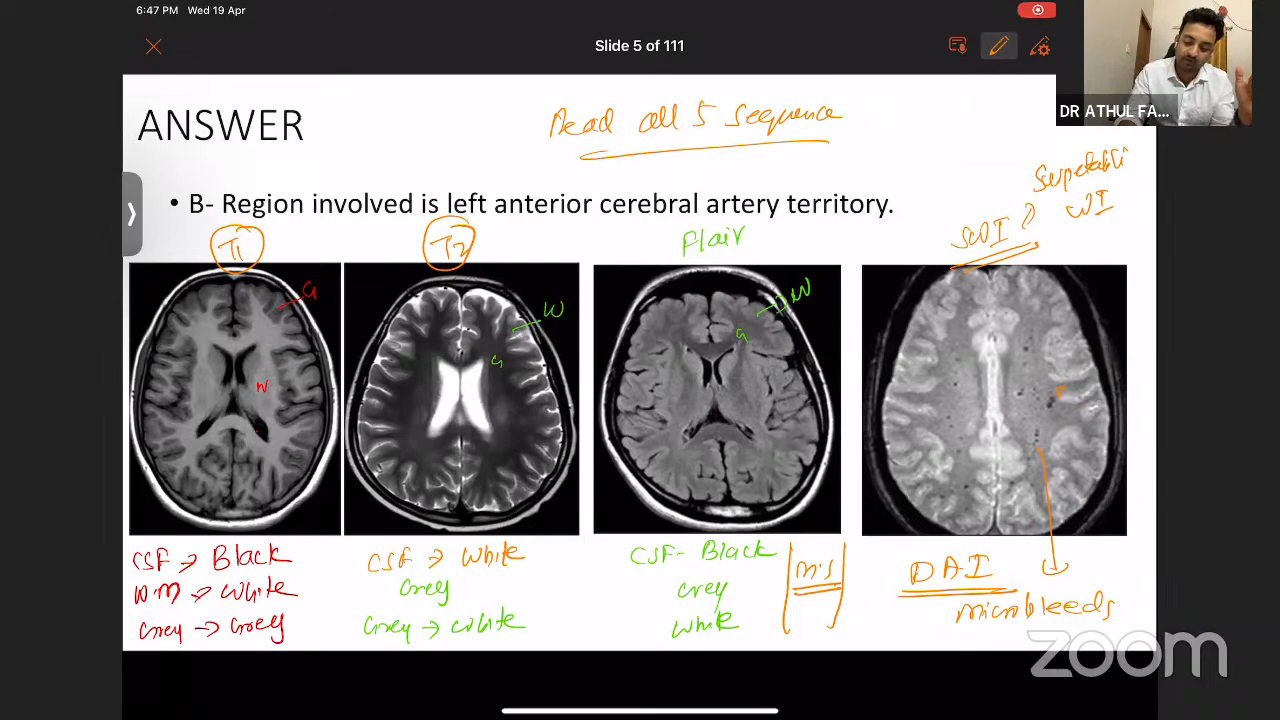 6:47 PM Wed 19 Apr
Slide 5 of 111
DR ATHUL FA...
ANSWER
Read all 5 sequence
• B- Region involved is left anterior cerebral artery territory.
T1
T2
Flair
SWI
WI
G
W
W
G
W
G
CSF → Black
WM → White
Grey → Grey
CSF → White
Grey
Grey → White
CSF - Black
Grey
White
MS
DAI
microbleeds
zoom